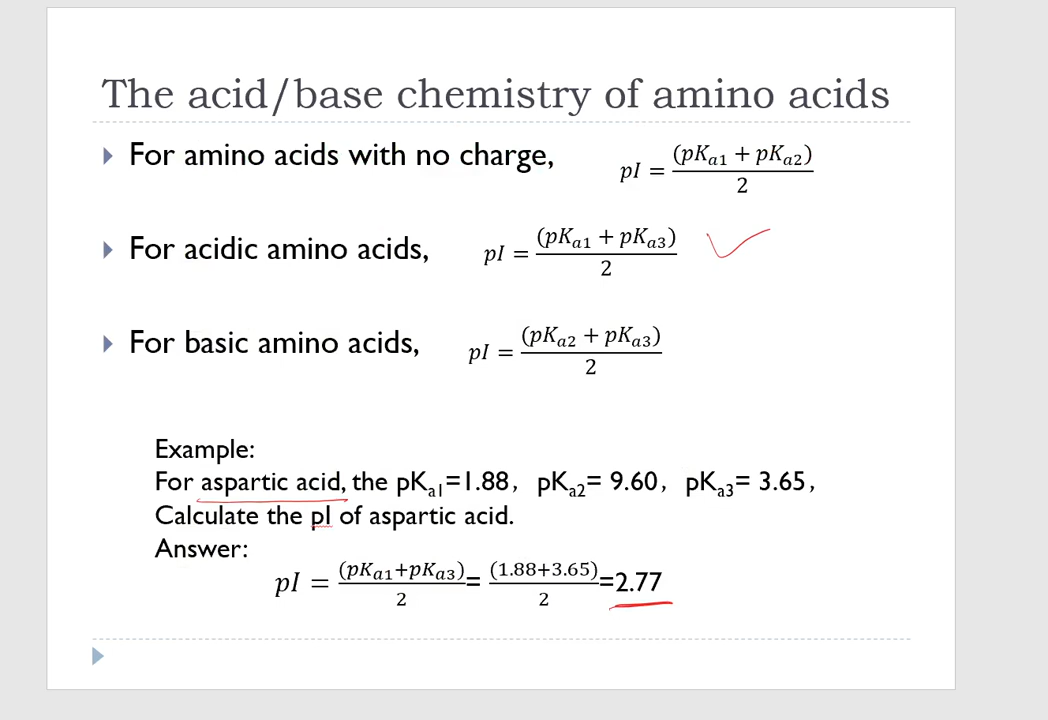 The acid/base chemistry of amino acids
For amino acids with no charge, pI = (pKa1 + pKa2) / 2
For acidic amino acids, pI = (pKa1 + pKa3) / 2
For basic amino acids, pI = (pKa2 + pKa3) / 2
Example:
For aspartic acid, the pKa1=1.88, pKa2= 9.60, pKa3= 3.65,
Calculate the pI of aspartic acid.
Answer:
pI = (pKa1+pKa3) / 2 = (1.88+3.65) / 2 =2.77